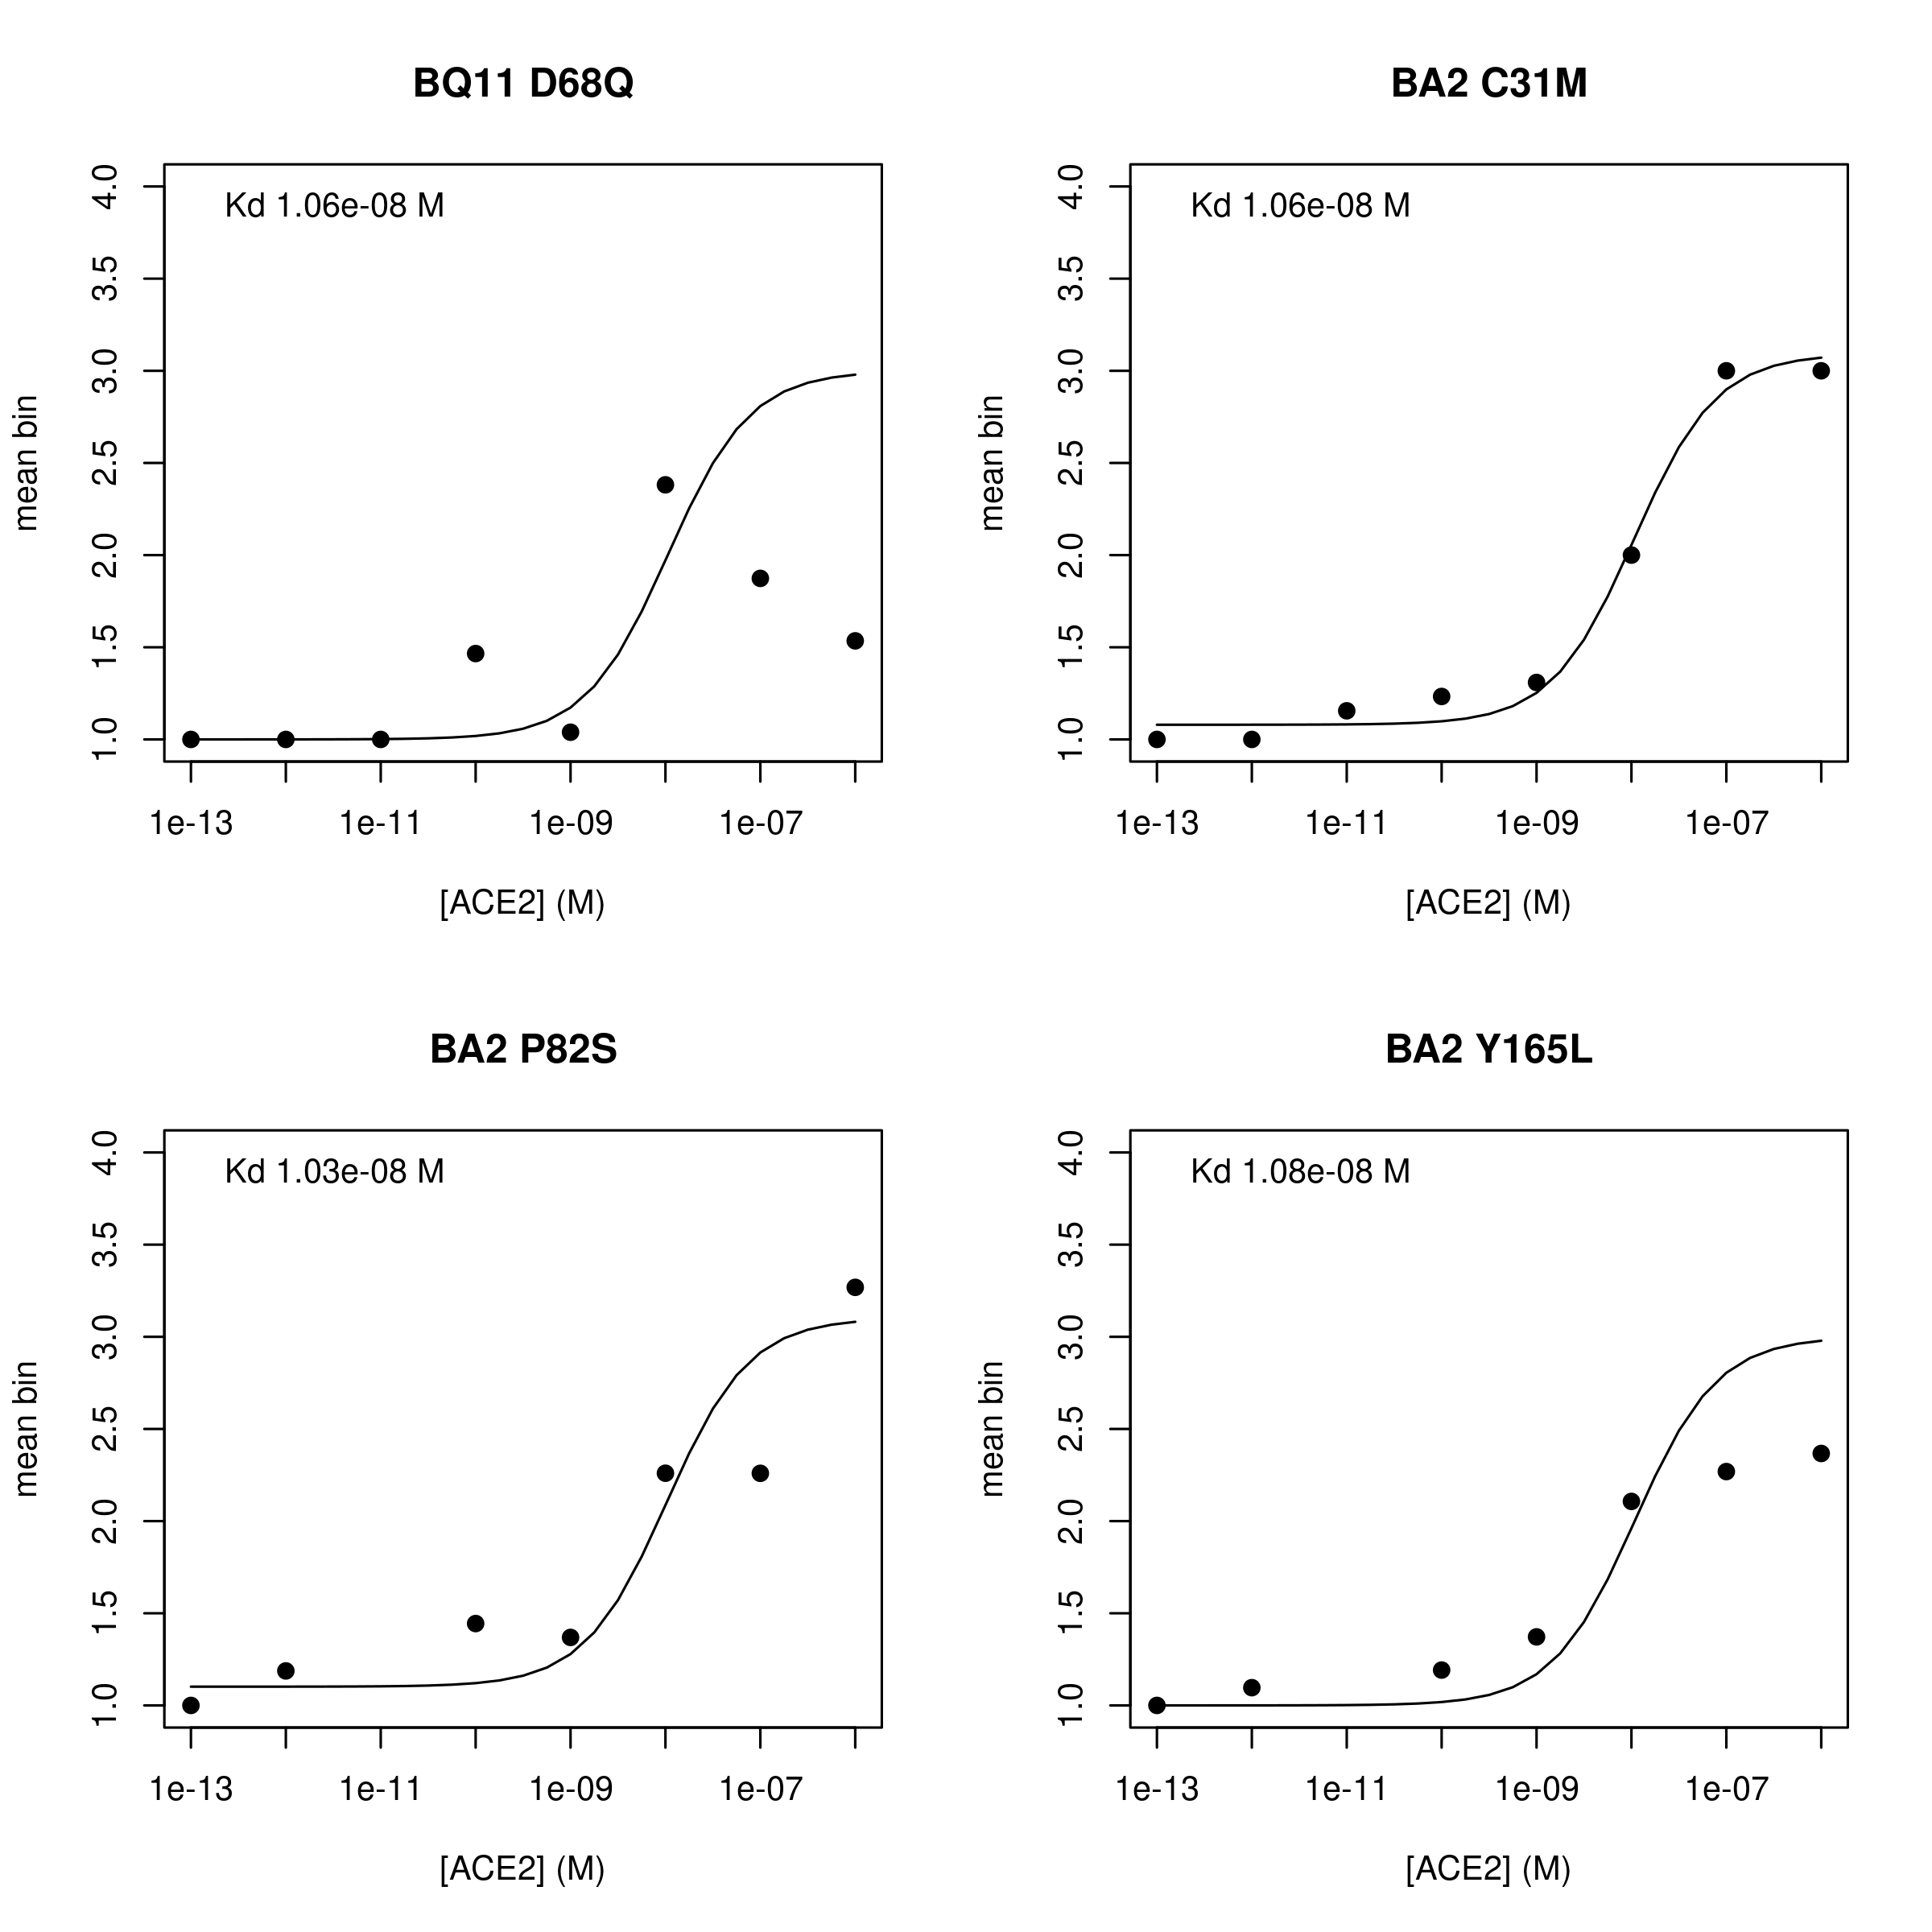 BQ11 D68Q
Kd 1.06e-08 M
mean bin
4.0
3.5
3.0
2.5
2.0
1.5
1.0
1e-13 1e-11 1e-09 1e-07
[ACE2] (M)
BA2 C31M
Kd 1.06e-08 M
mean bin
4.0
3.5
3.0
2.5
2.0
1.5
1.0
1e-13 1e-11 1e-09 1e-07
[ACE2] (M)
BA2 P82S
Kd 1.03e-08 M
mean bin
4.0
3.5
3.0
2.5
2.0
1.5
1.0
1e-13 1e-11 1e-09 1e-07
[ACE2] (M)
BA2 Y165L
Kd 1.08e-08 M
mean bin
4.0
3.5
3.0
2.5
2.0
1.5
1.0
1e-13 1e-11 1e-09 1e-07
[ACE2] (M)